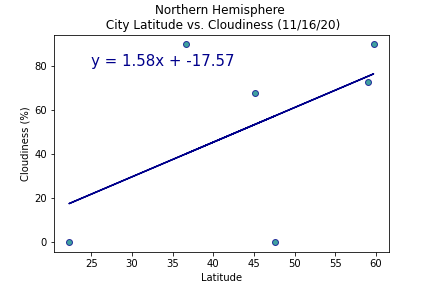 Northern Hemisphere
City Latitude vs. Cloudiness (11/16/20)
y = 1.58x + -17.57
Cloudiness (%)
80
60
40
20
0
25 30 35 40 45 50 55 60
Latitude